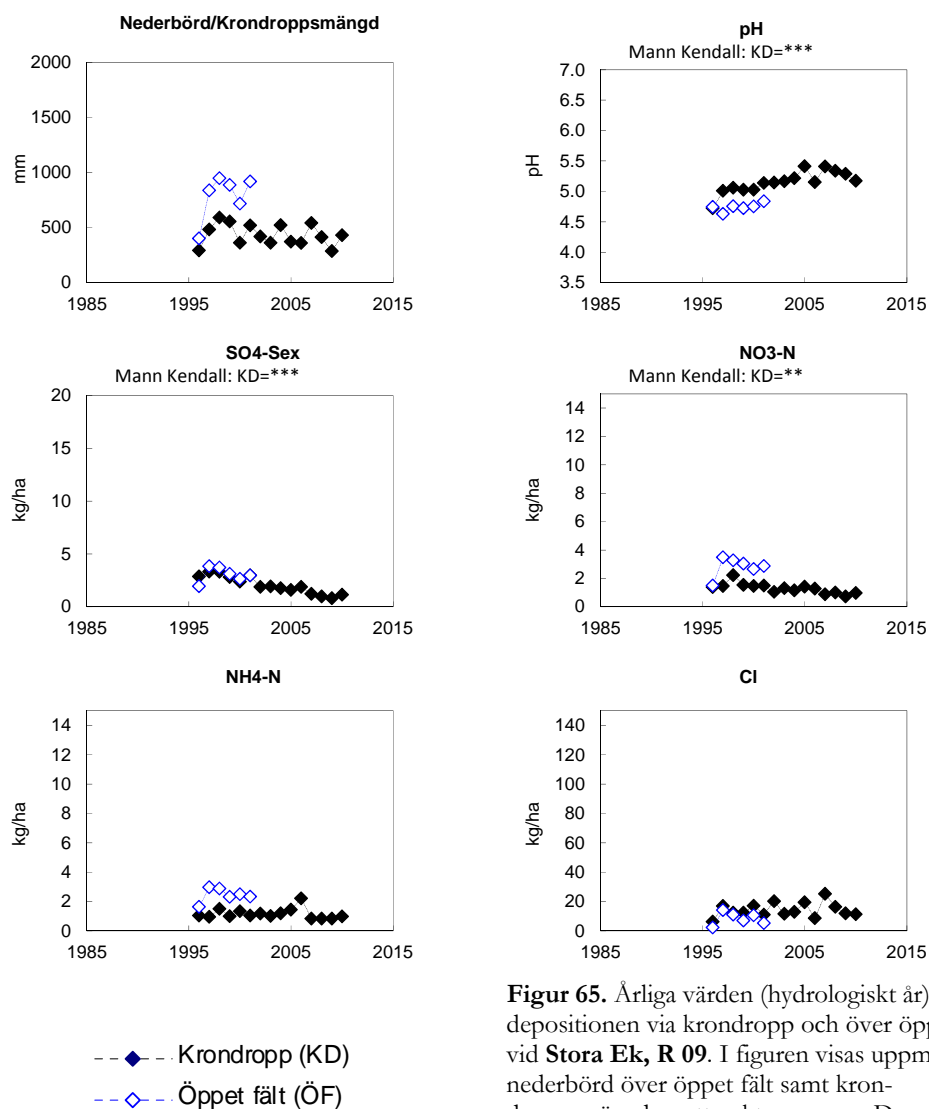 Nederbörd/Krondroppsmängd
2000
1500
1000
500
0
mm
1985 1995 2005 2015
pH
Mann Kendall: KD=***
7.0
6.5
6.0
5.5
5.0
4.5
4.0
3.5
pH
1985 1995 2005 2015
SO4-Sex
Mann Kendall: KD=***
20
15
10
5
0
kg/ha
1985 1995 2005 2015
NO3-N
Mann Kendall: KD=**
14
12
10
8
6
4
2
0
kg/ha
1985 1995 2005 2015
NH4-N
14
12
10
8
6
4
2
0
kg/ha
1985 1995 2005 2015
Cl
140
120
100
80
60
40
20
0
kg/ha
1985 1995 2005 2015
Krondropp (KD)
Öppet fält (ÖF)
Figur 65. Årliga värden (hydrologiskt år)
depositionen via krondropp och över
vid Stora Ek, R 09. I figuren visas
nederbörd över öppet fält samt kron-